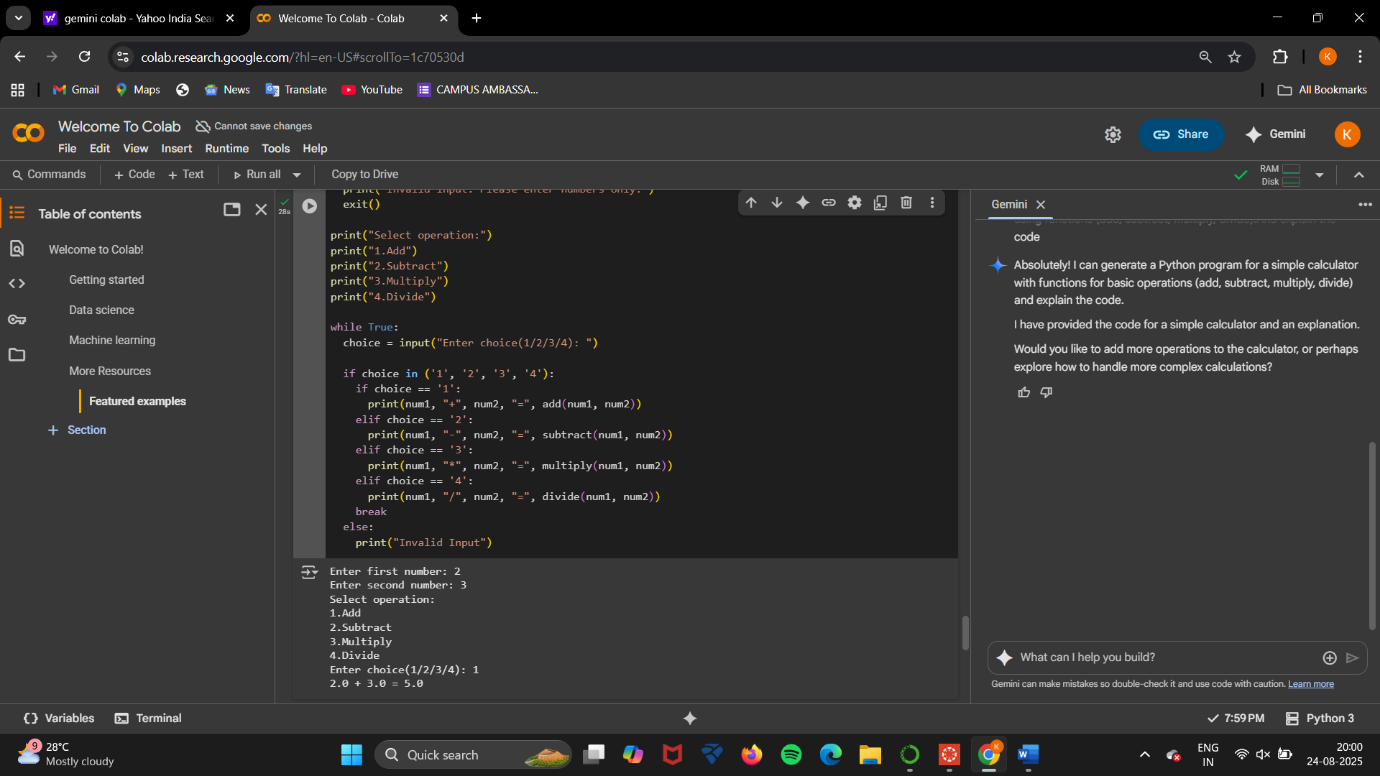 gemini colab - Yahoo India Sear
Welcome To Colab - Colab
colab.research.google.com/?hl=en-US#scrollTo=1c70530d
K
Gmail
Maps
News
Translate
YouTube
CAMPUS AMBASSA...
All Bookmarks
Welcome To Colab
Cannot save changes
File Edit View Insert Runtime Tools Help
Share
Gemini
K
Commands
+ Code + Text
Run all
Copy to Drive
RAM
Disk
Table of contents
Welcome to Colab!
Getting started
Data science
Machine learning
More Resources
Featured examples
+ Section
28s
print("Invalid input. Please enter numbers only.")
exit()
print("Select operation:")
print("1.Add")
print("2.Subtract")
print("3.Multiply")
print("4.Divide")
while True:
choice = input("Enter choice(1/2/3/4): ")
if choice in ('1', '2', '3', '4'):
if choice == '1':
print(num1, "+", num2, "=", add(num1, num2))
elif choice == '2':
print(num1, "-", num2, "=", subtract(num1, num2))
elif choice == '3':
print(num1, "*", num2, "=", multiply(num1, num2))
elif choice == '4':
print(num1, "/", num2, "=", divide(num1, num2))
break
else:
print("Invalid Input")
Enter first number: 2
Enter second number: 3
Select operation:
1.Add
2.Subtract
3.Multiply
4.Divide
Enter choice(1/2/3/4): 1
2.0 + 3.0 = 5.0
Gemini
code
Absolutely! I can generate a Python program for a simple calculator
with functions for basic operations (add, subtract, multiply, divide)
and explain the code.
I have provided the code for a simple calculator and an explanation.
Would you like to add more operations to the calculator, or perhaps
explore how to handle more complex calculations?
What can I help you build?
Gemini can make mistakes so double-check it and use code with caution. Learn more
Variables
Terminal
7:59 PM
Python 3
9
28°C
Mostly cloudy
Quick search
K
ENG
IN
20:00
24-08-2025